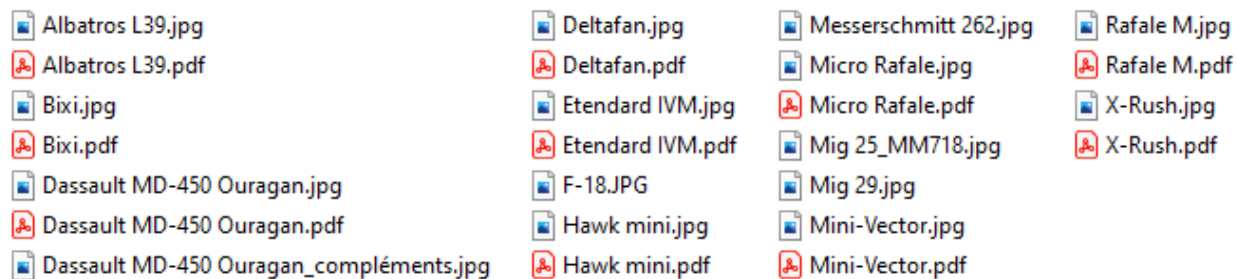 Albatros L39.jpg
Albatros L39.pdf
Bixi.jpg
Bixi.pdf
Dassault MD-450 Ouragan.jpg
Dassault MD-450 Ouragan.pdf
Dassault MD-450 Ouragan_compléments.jpg
Deltafan.jpg
Deltafan.pdf
Etendard IVM.jpg
Etendard IVM.pdf
F-18.JPG
Hawk mini.jpg
Hawk mini.pdf
Messerschmitt 262.jpg
Micro Rafale.jpg
Micro Rafale.pdf
Mig 25_MM718.jpg
Mig 29.jpg
Mini-Vector.jpg
Mini-Vector.pdf
Rafale M.jpg
Rafale M.pdf
X-Rush.jpg
X-Rush.pdf